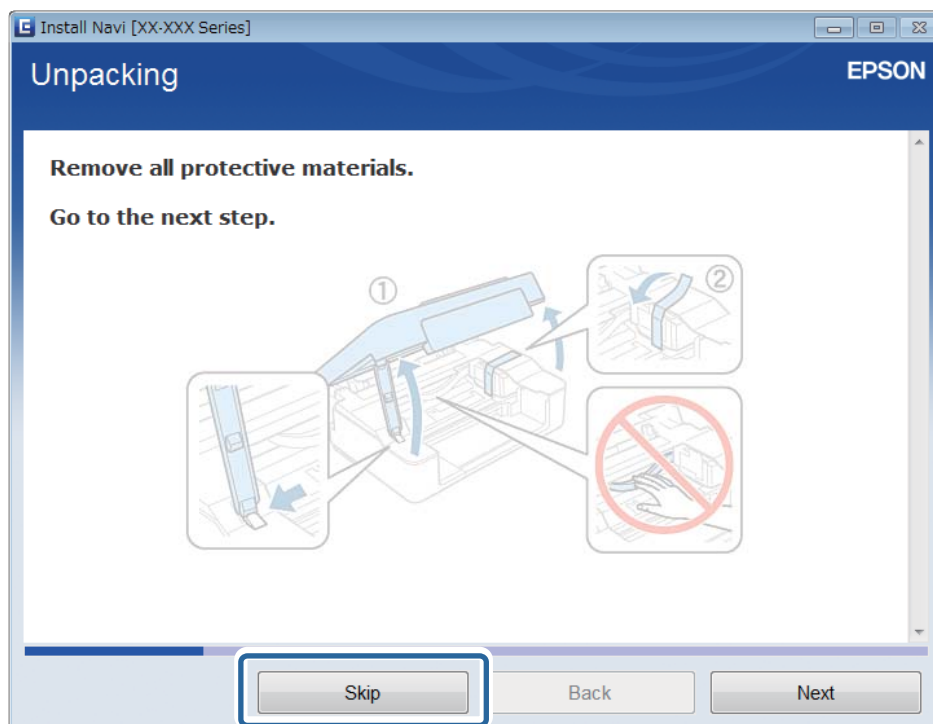 Install Navi [XX-XXX Series]
Unpacking
EPSON
Remove all protective materials.
Go to the next step.
①
②
Skip
Back
Next